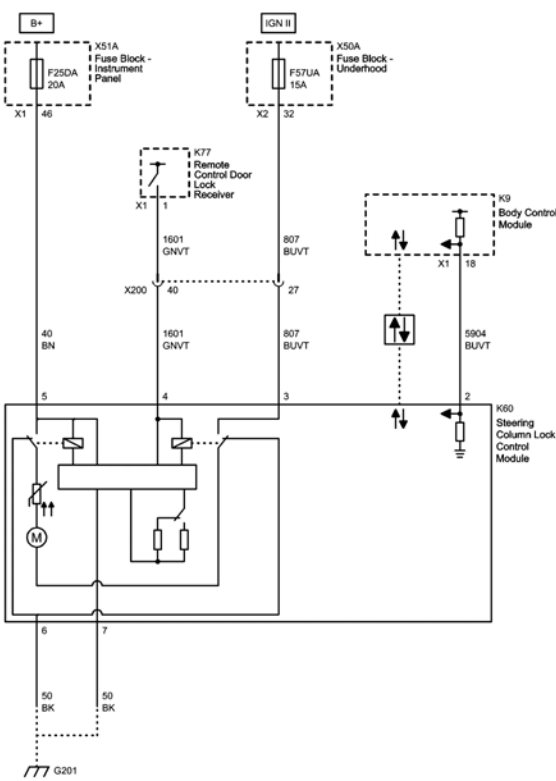 B+
IGN II
X51A
Fuse Block -
Instrument
Panel
F25DA
20A
X1 46
X50A
Fuse Block -
Underhood
F57UA
15A
X2 32
K77
Remote
Control Door
Lock
Receiver
X1 1
K9
Body Control
Module
X1 18
1601
GNVT
807
BUVT
X200 40
27
40
BN
1601
GNVT
807
BUVT
5904
BUVT
5
4
3
2
K60
Steering
Column Lock
Control
Module
M
6
7
50
BK
50
BK
G201